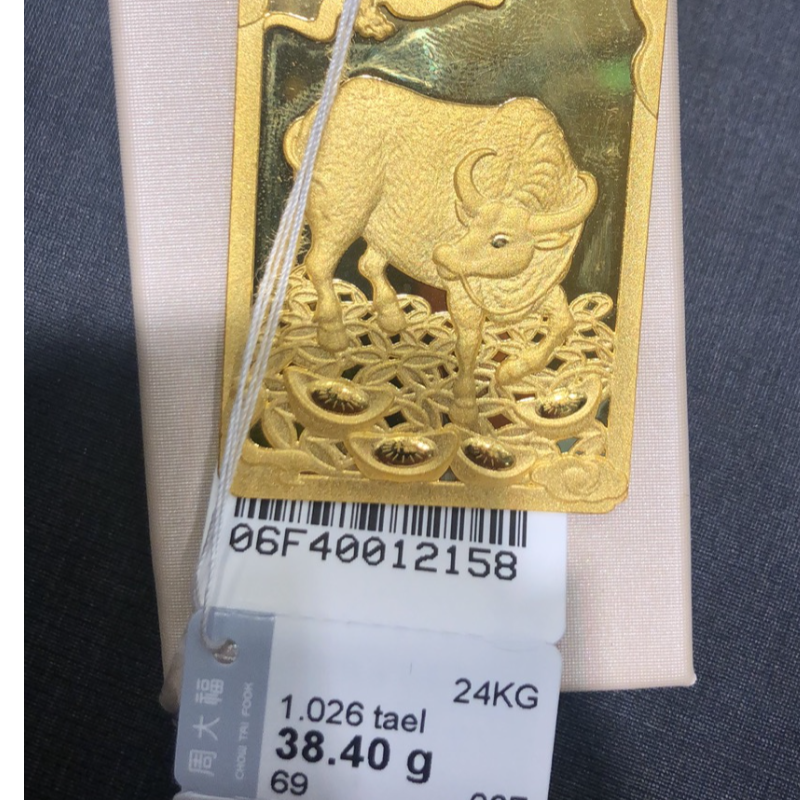 06F40012158
24KG
1.026 tael
38.40 g
69
周大福
CHOW TAI FOOK